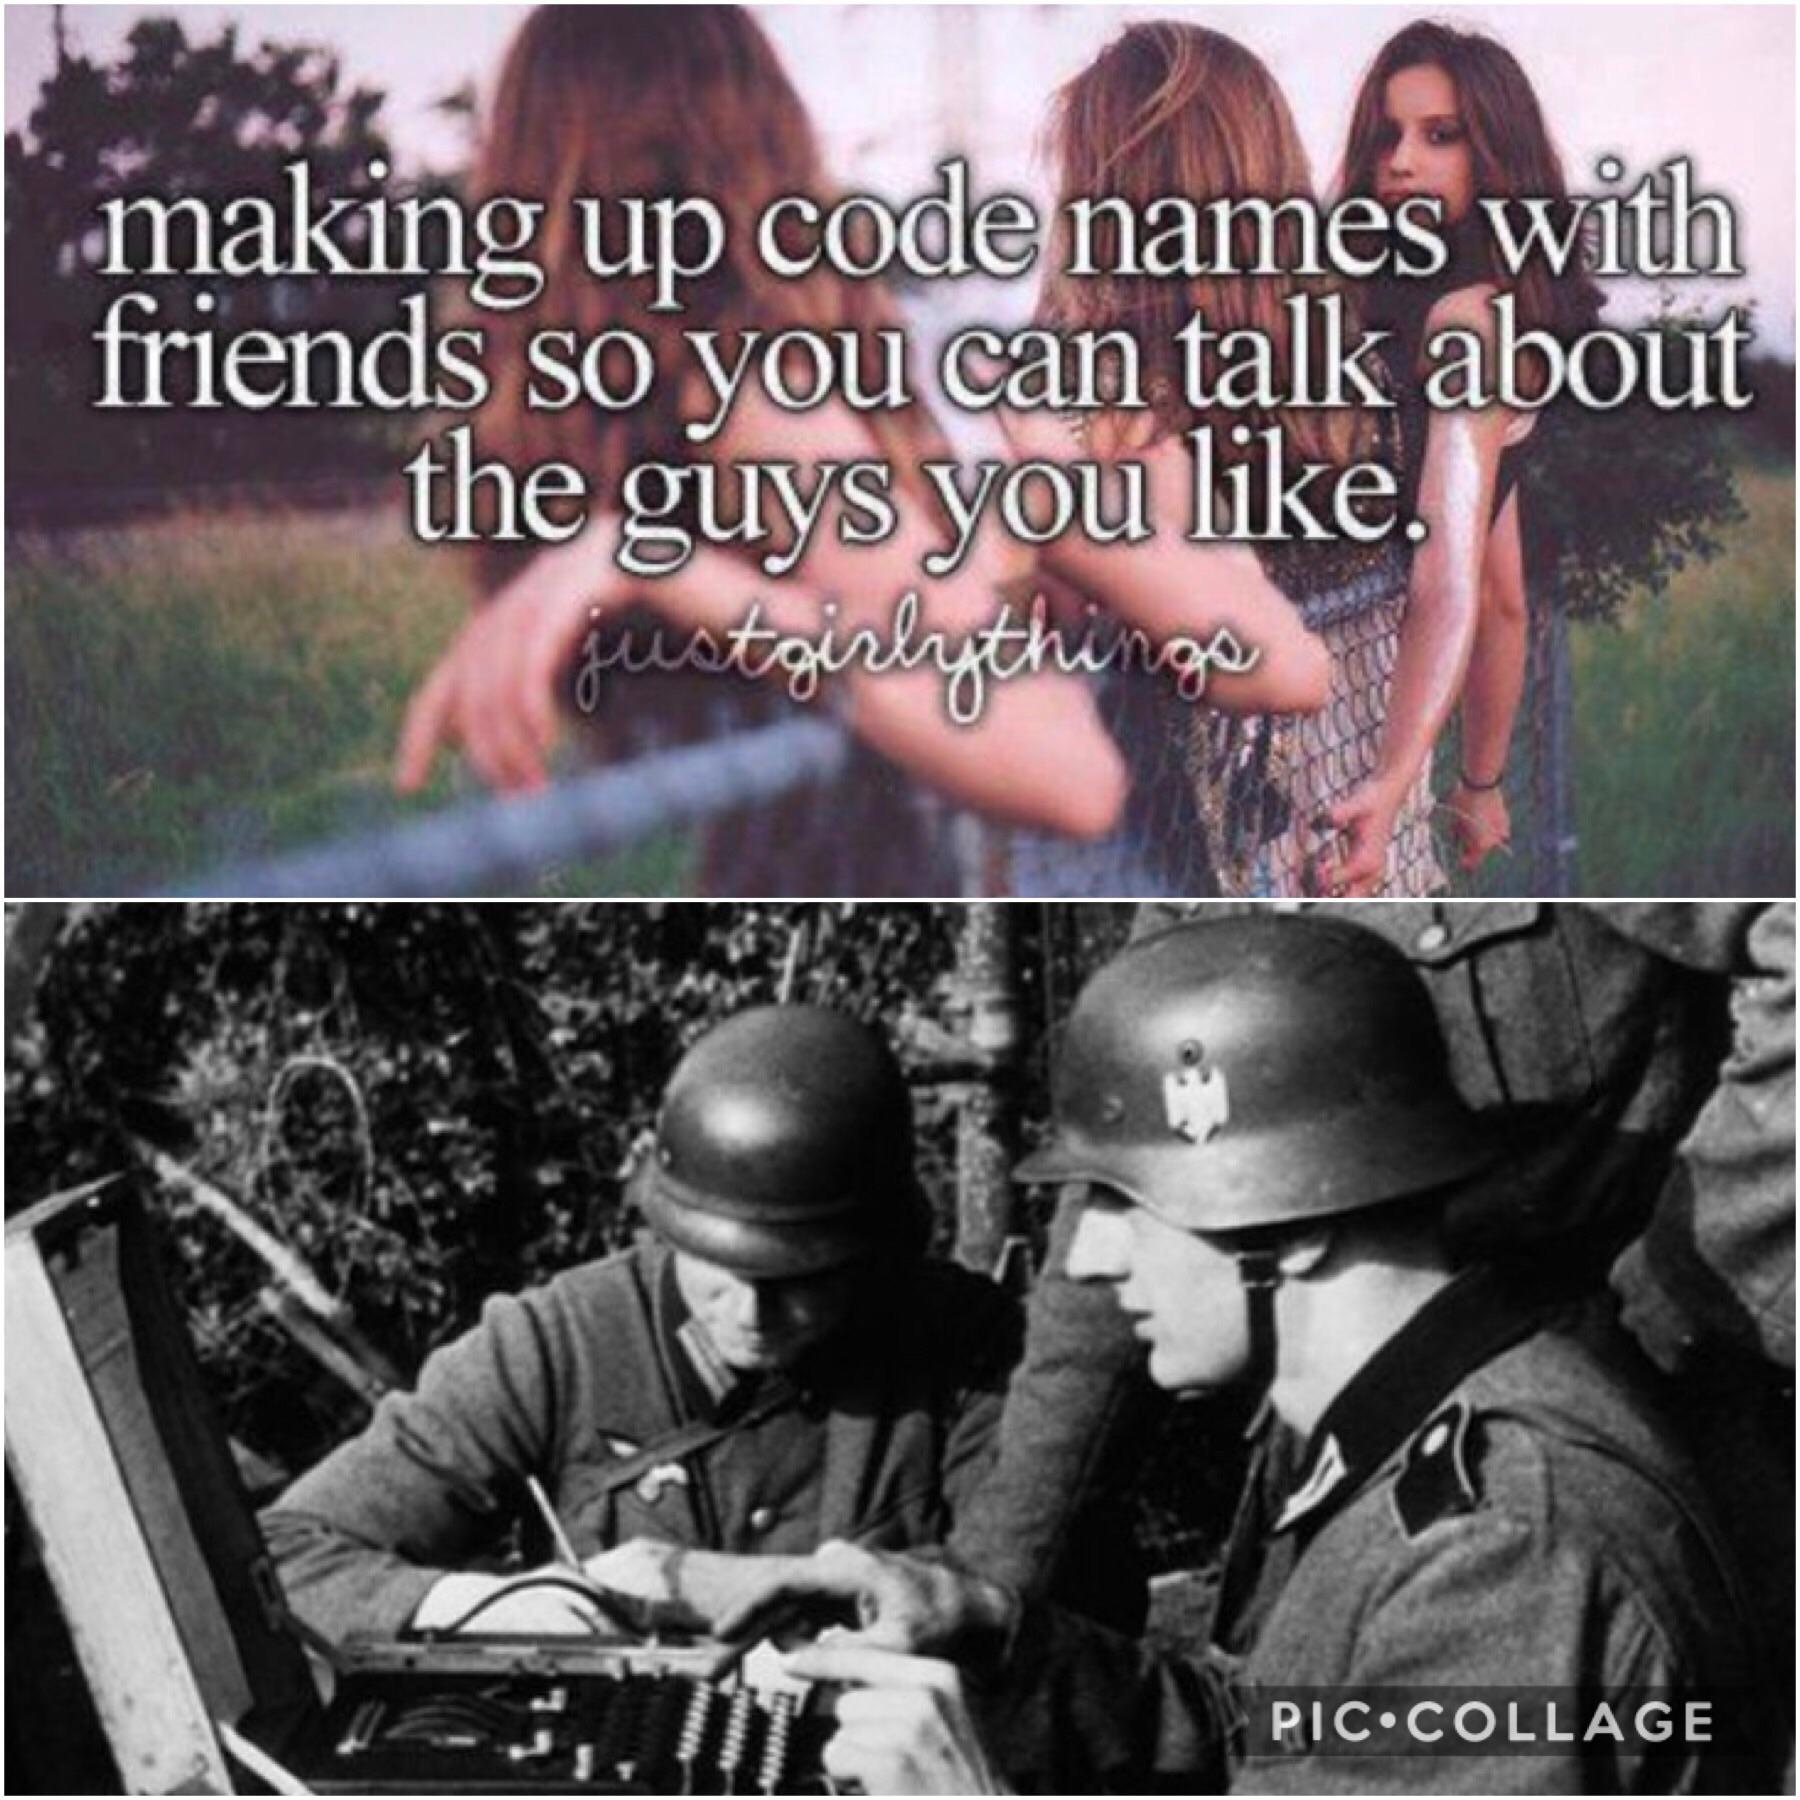 making up code names with
friends so you can talk about
the guys you like.
justgirlythings
PIC•COLLAGE